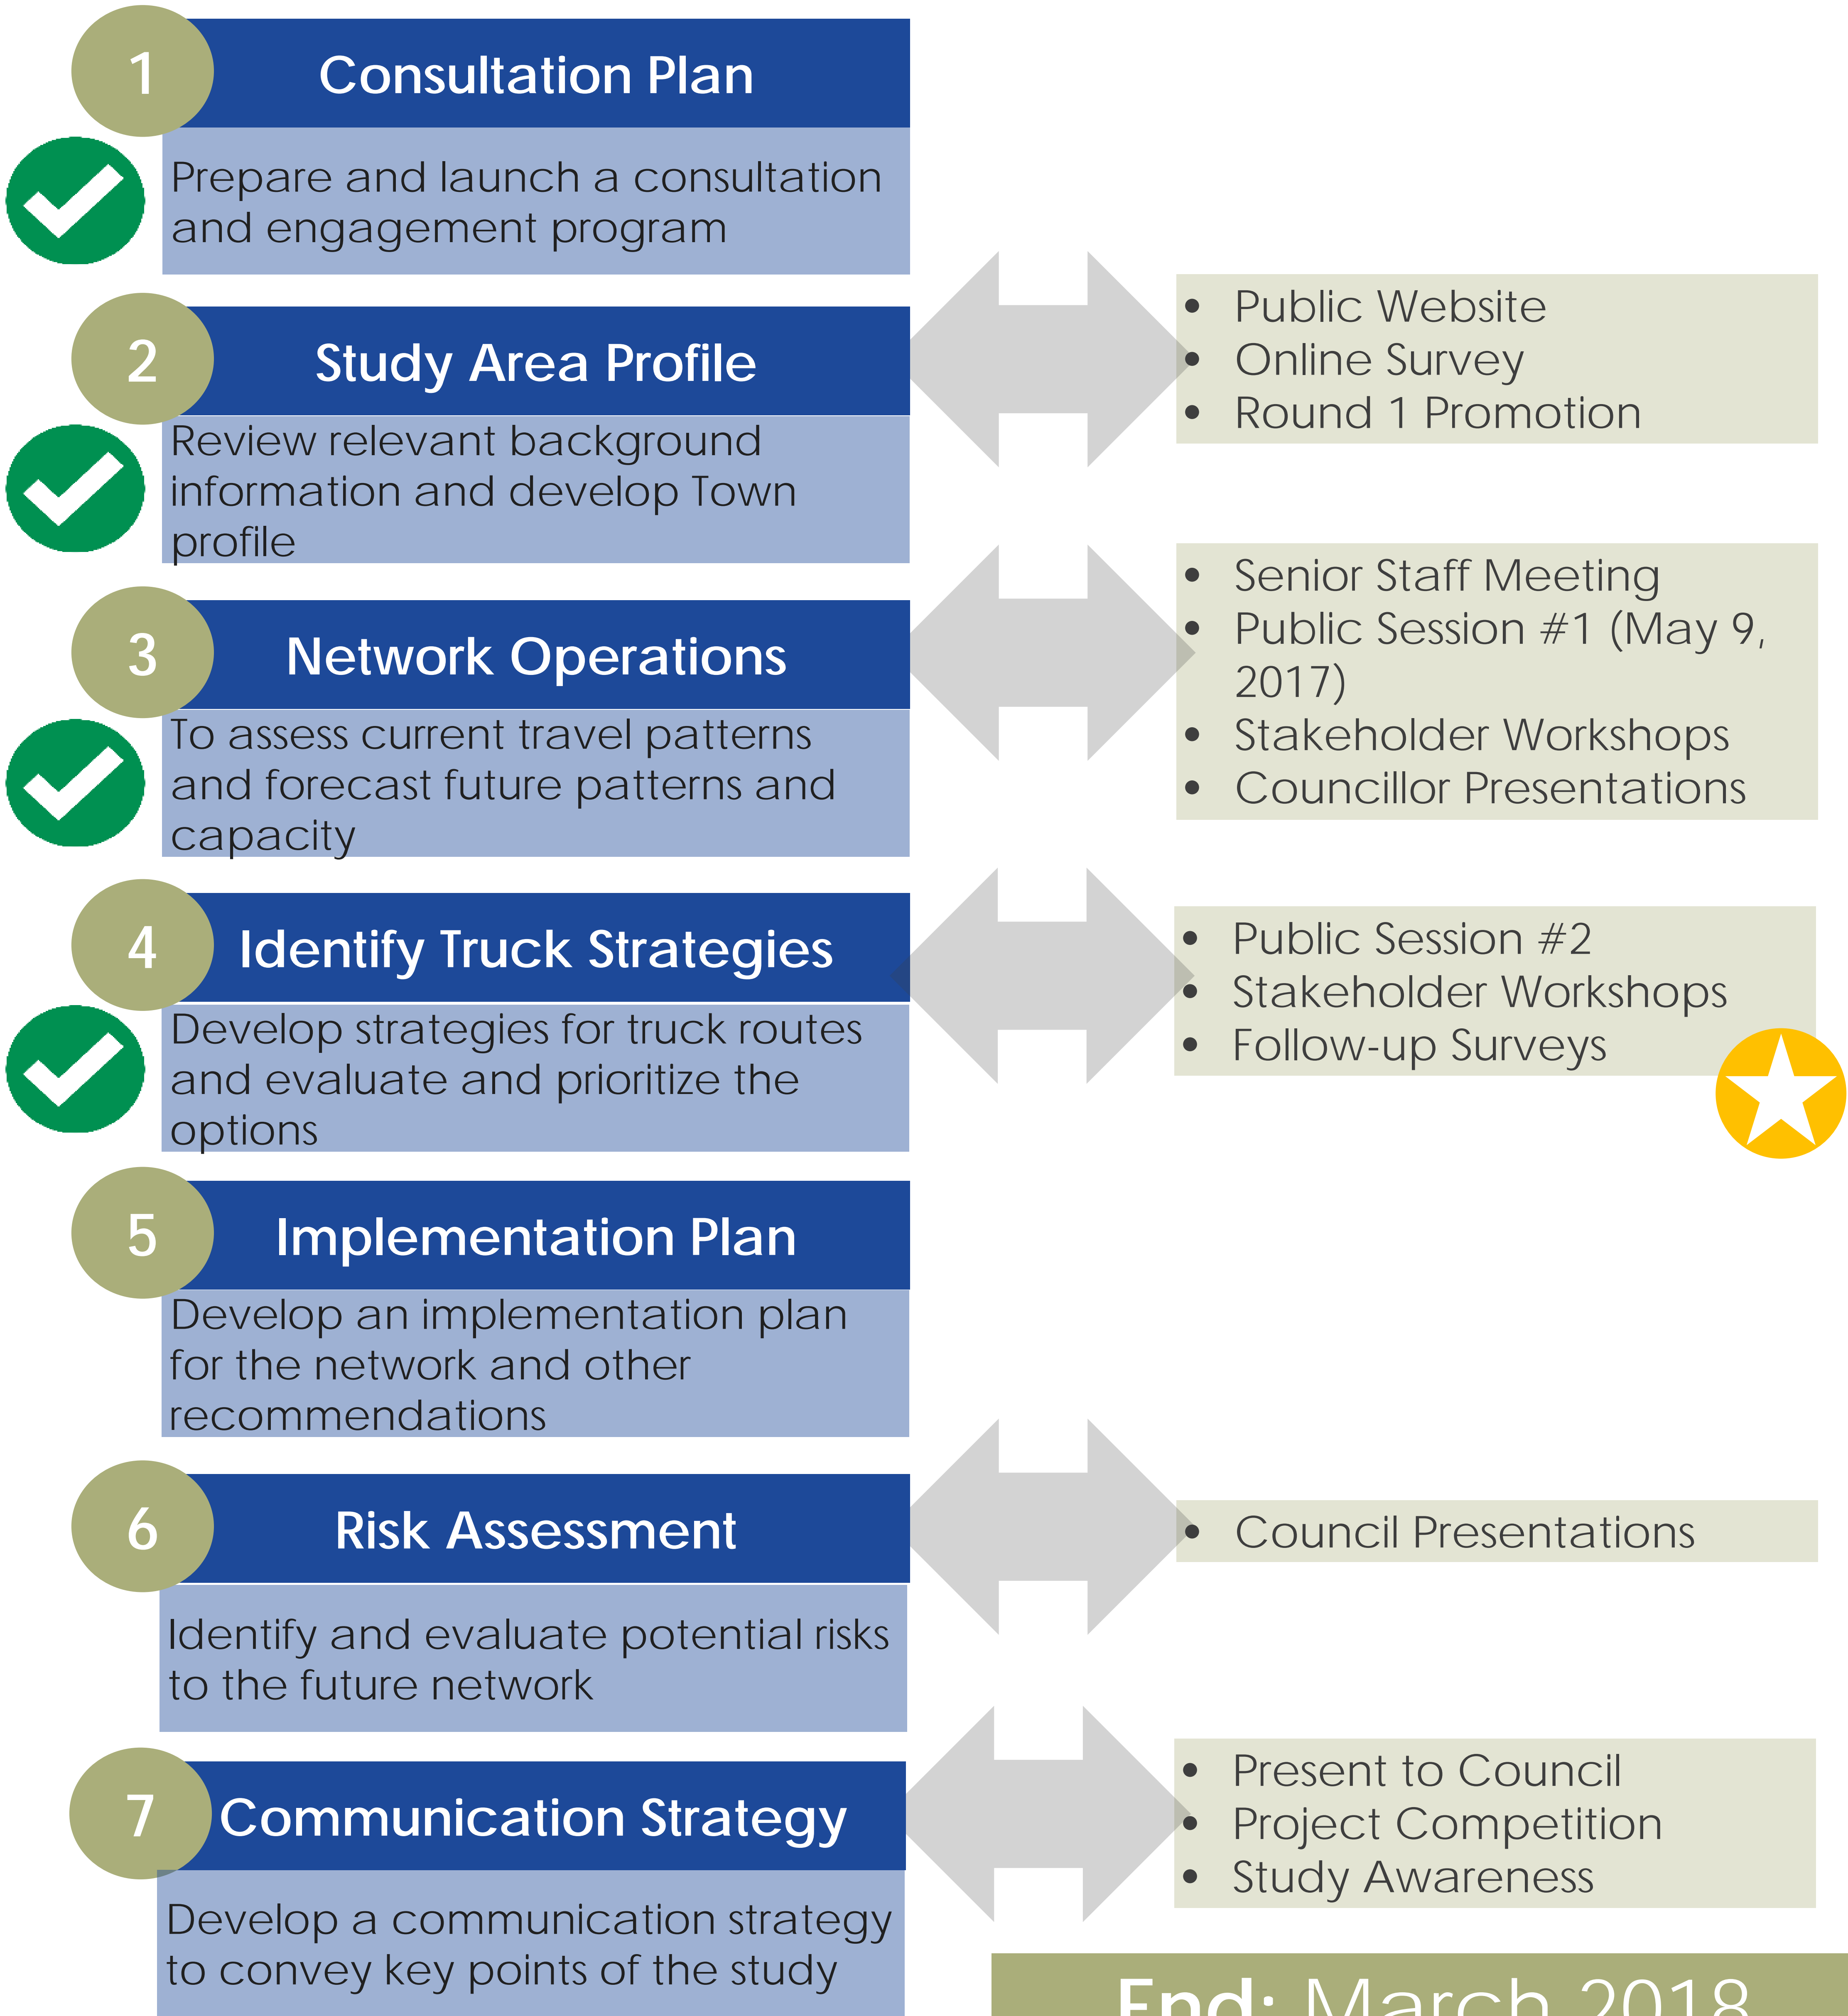 1
Consultation Plan
Prepare and launch a consultation
and engagement program
2
Study Area Profile
Review relevant background
information and develop Town
profile
• Public Website
• Online Survey
• Round 1 Promotion
3
Network Operations
To assess current travel patterns
and forecast future patterns and
capacity
• Senior Staff Meeting
• Public Session #1 (May 9,
2017)
• Stakeholder Workshops
• Councillor Presentations
4
Identify Truck Strategies
Develop strategies for truck routes
and evaluate and prioritize the
options
• Public Session #2
• Stakeholder Workshops
• Follow-up Surveys
5
Implementation Plan
Develop an implementation plan
for the network and other
recommendations
6
Risk Assessment
Identify and evaluate potential risks
to the future network
• Council Presentations
7
Communication Strategy
Develop a communication strategy
to convey key points of the study
• Present to Council
• Project Competition
• Study Awareness
End: March 2018